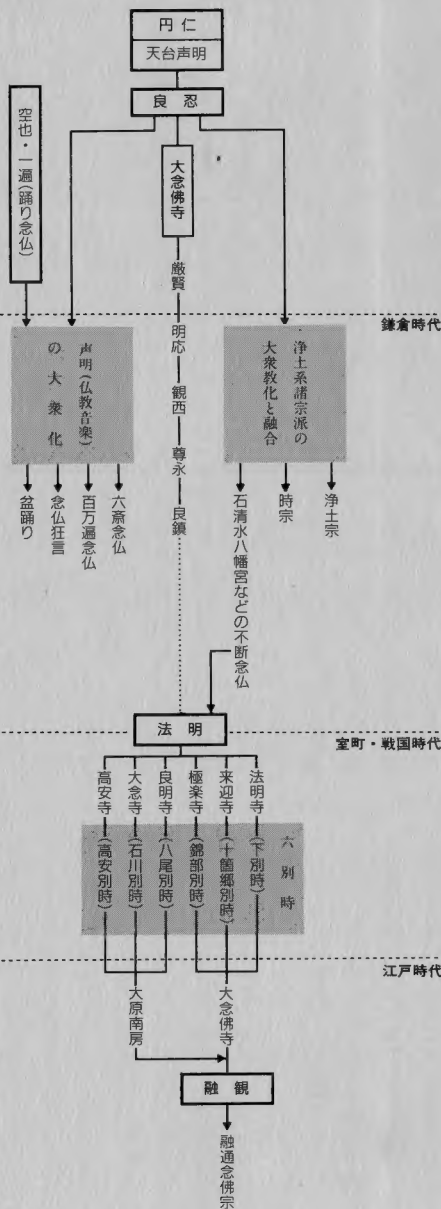 円仁
天台声明
良忍
空也・一遍(踊り念仏)
大念佛寺
厳賢
明応
観西
尊永
良鎮
鎌倉時代
浄土系諸宗派の
大衆教化と融合
声明(仏教音楽)
の大衆化
浄土宗
時宗
石清水八幡宮などの不断念仏
六斎念仏
百万遍念仏
念仏狂言
盆踊り
法明
室町・戦国時代
六別時
法明寺(下別時)
来迎寺(十箇郷別時)
極楽寺(錦部別時)
良明寺(八尾別時)
大念寺(石川別時)
高安寺(高安別時)
江戸時代
大念佛寺
大原南房
融観
融通念佛宗